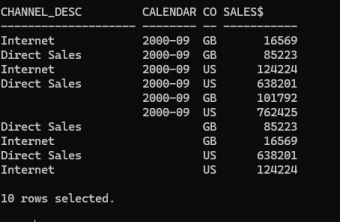 CHANNEL_DESC         CALENDAR CO SALES$
-------------------- -------- -- -----------
Internet             2000-09  GB       16569
Direct Sales         2000-09  GB       85223
Internet             2000-09  US      124224
Direct Sales         2000-09  US      638201
                     2000-09  GB      101792
                     2000-09  US      762425
Direct Sales                  GB       85223
Internet                      GB       16569
Direct Sales                  US      638201
Internet                      US      124224
10 rows selected.